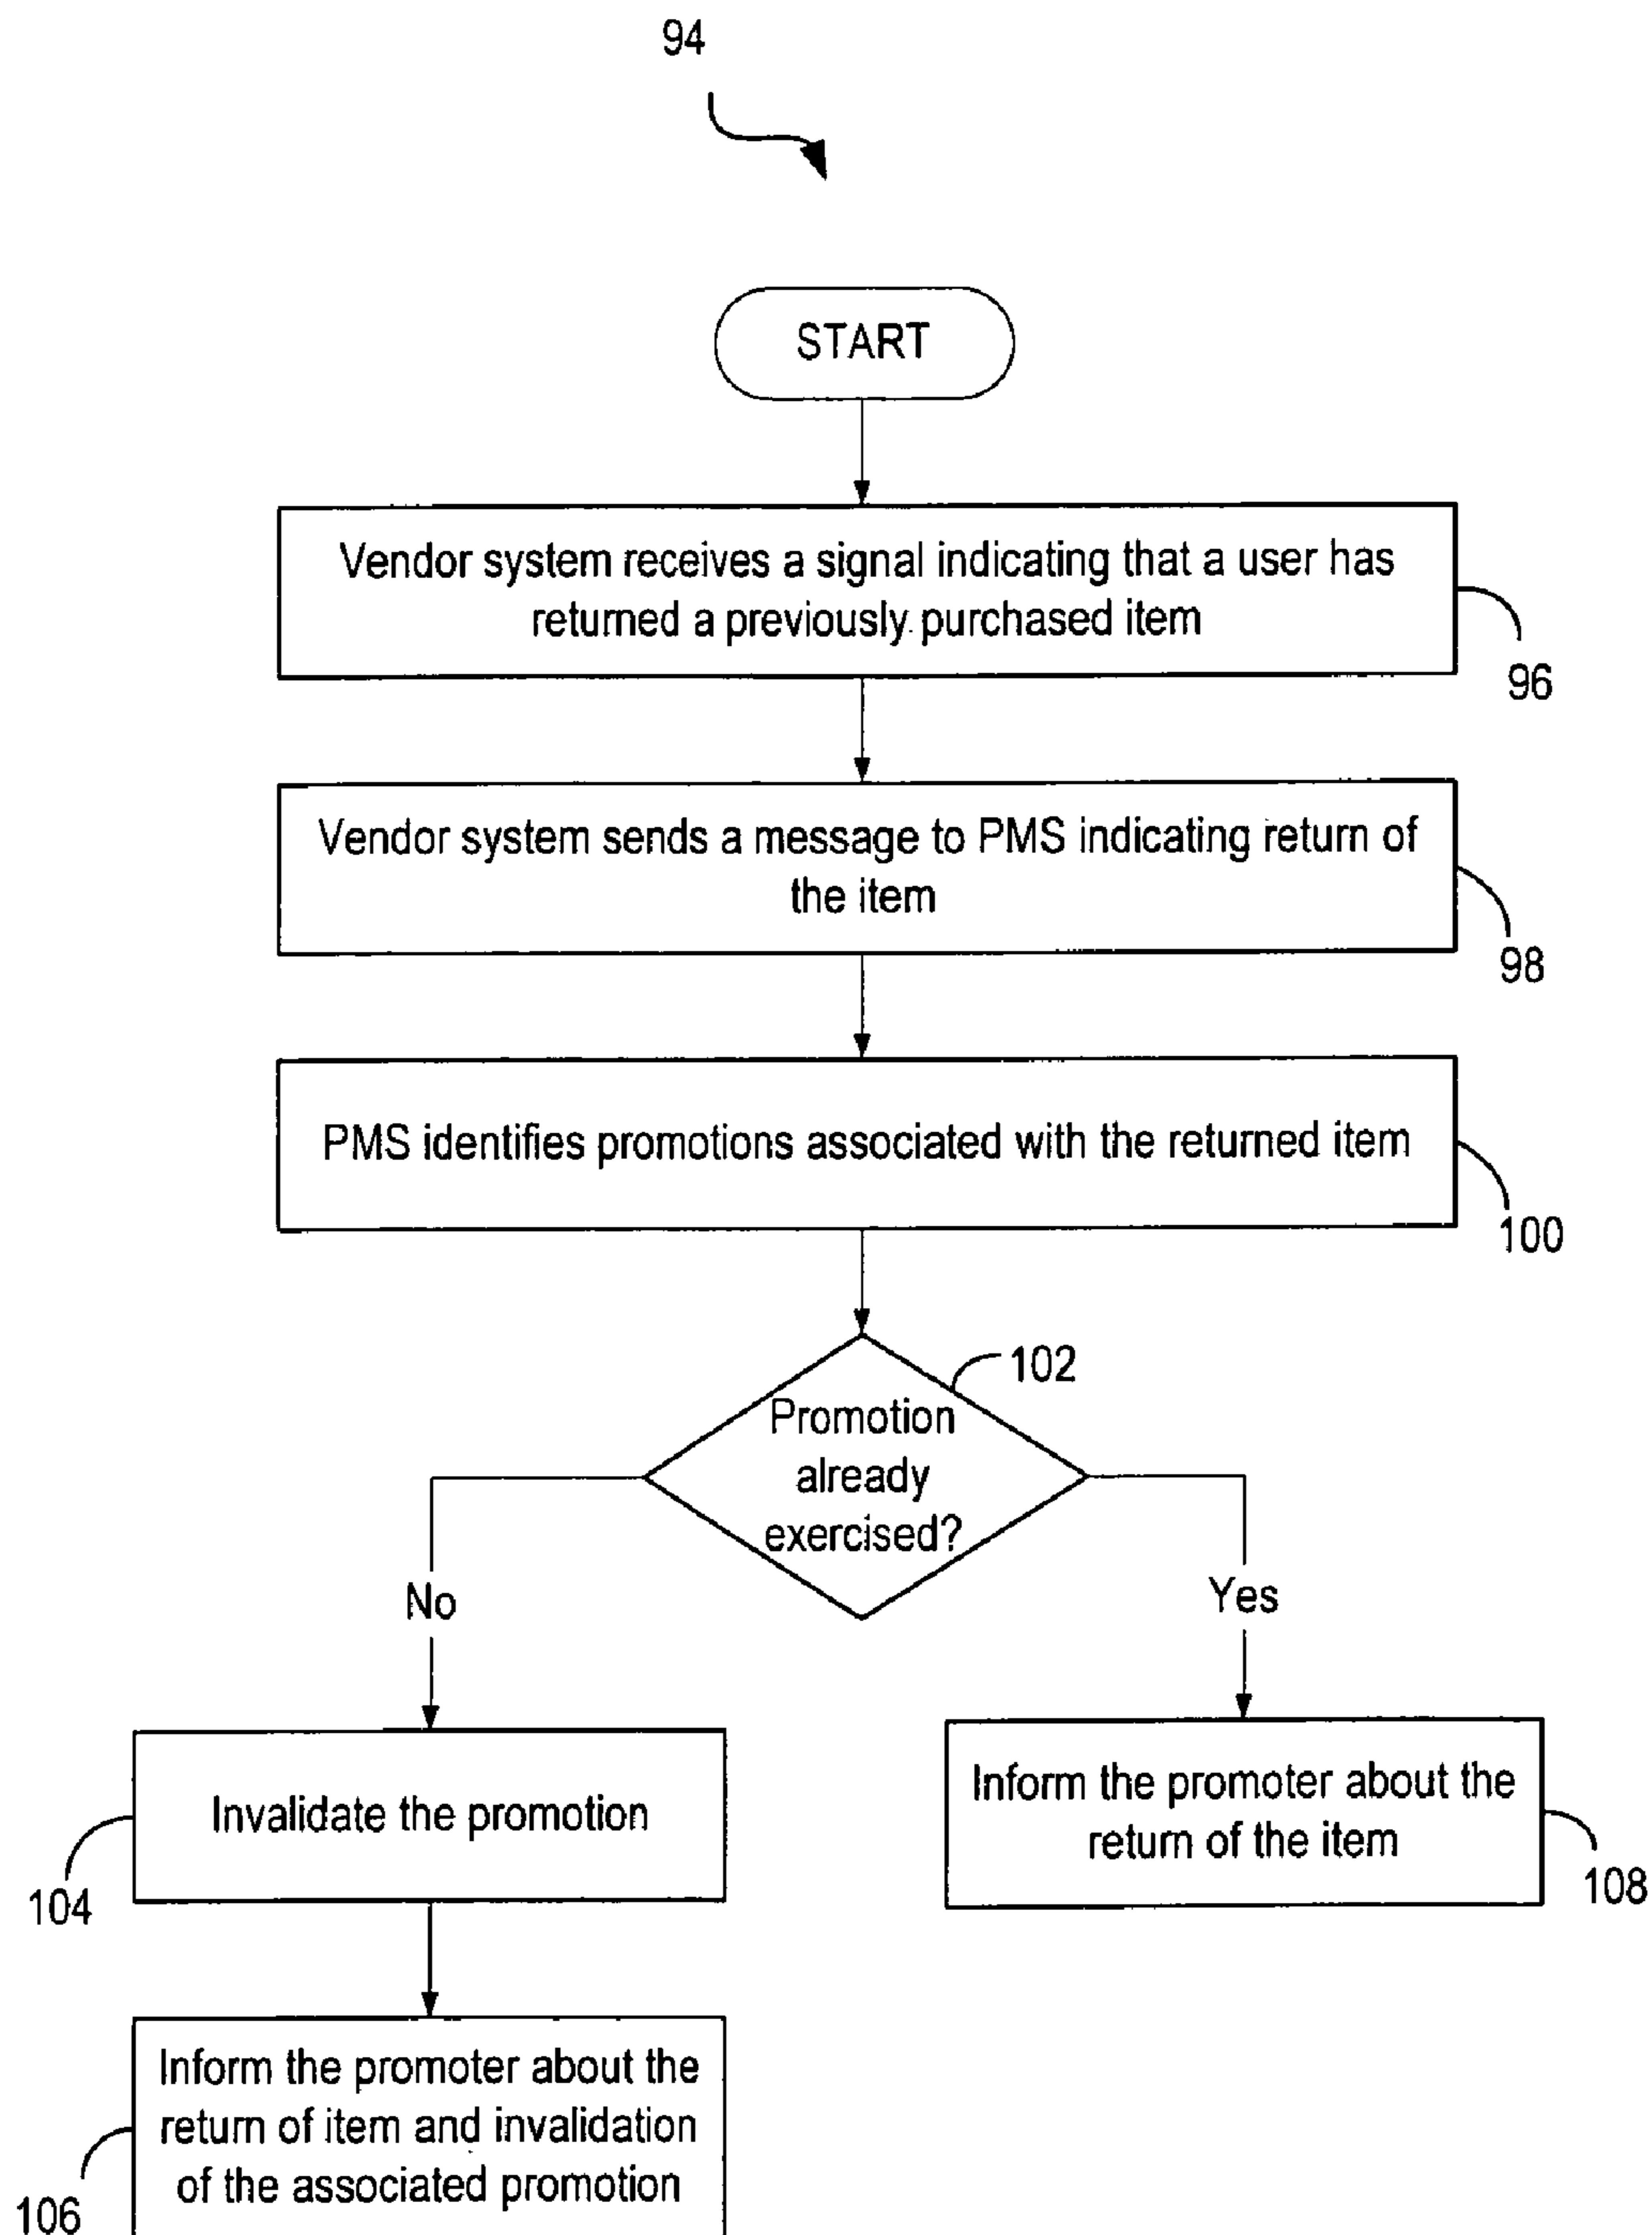 94
START
Vendor system receives a signal indicating that a user has
returned a previously purchased item
96
Vendor system sends a message to PMS indicating return of
the item
98
PMS identifies promotions associated with the returned item
100
102
Promotion
already
exercised?
No
Yes
Invalidate the promotion
104
Inform the promoter about the
return of the item
108
Inform the promoter about the
return of item and invalidation
of the associated promotion
106